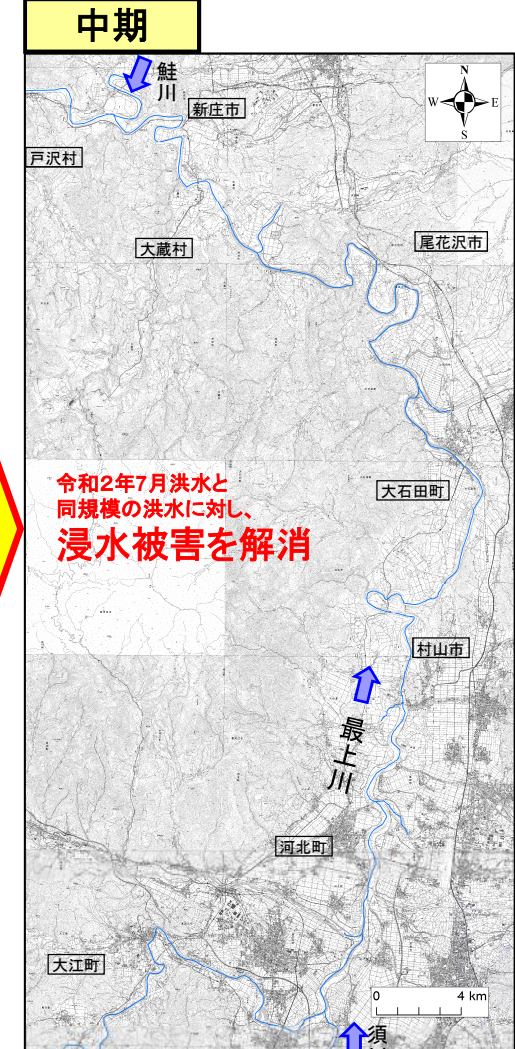 中期
鮭川
N
W E
S
新庄市
戸沢村
大蔵村
尾花沢市
令和2年7月洪水と
同規模の洪水に対し、
浸水被害を解消
大石田町
村山市
最上川
河北町
大江町
0 4 km
須